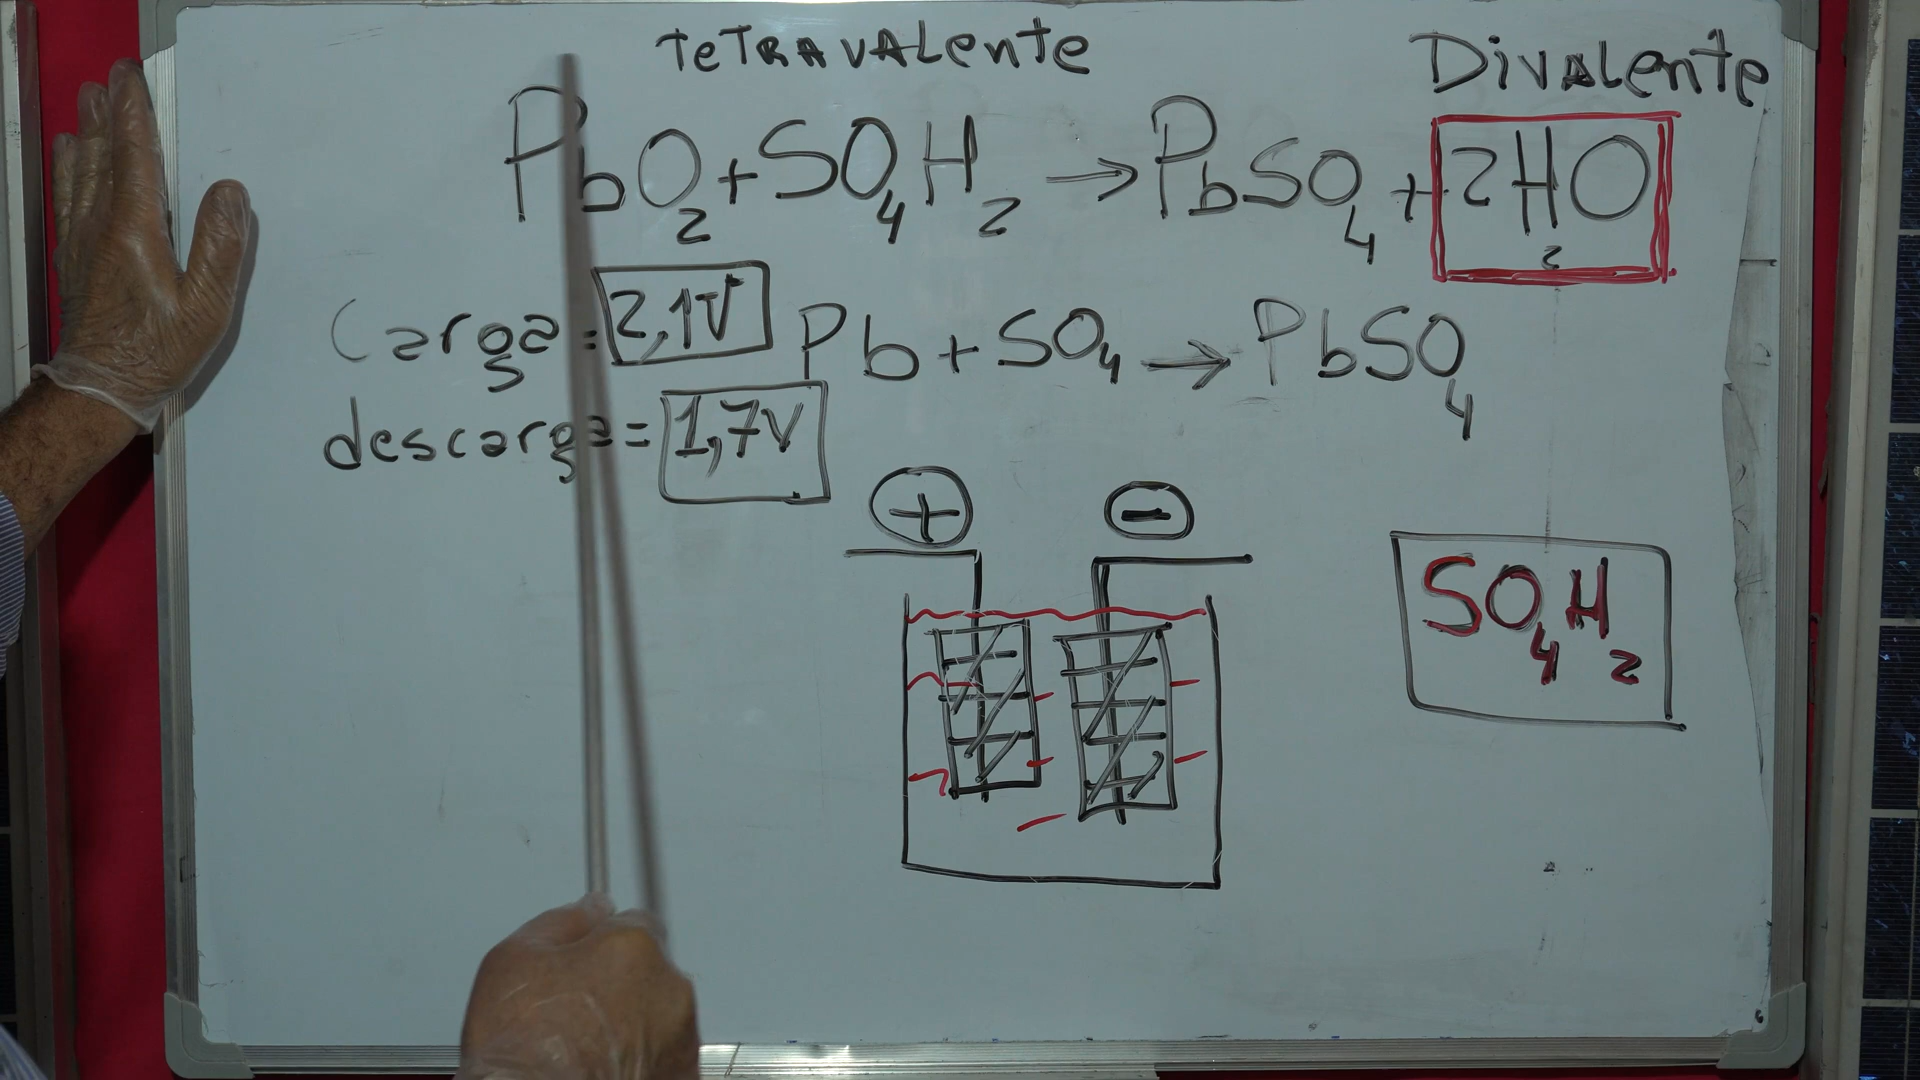 TeTRAVALente
Divalente
PbO₂+SO₄H₂→PbSO₄+2H₂O
Carga=2,1V
Pb+SO₄→PbSO₄
descarga=1,7V
+
-
SO₄H₂